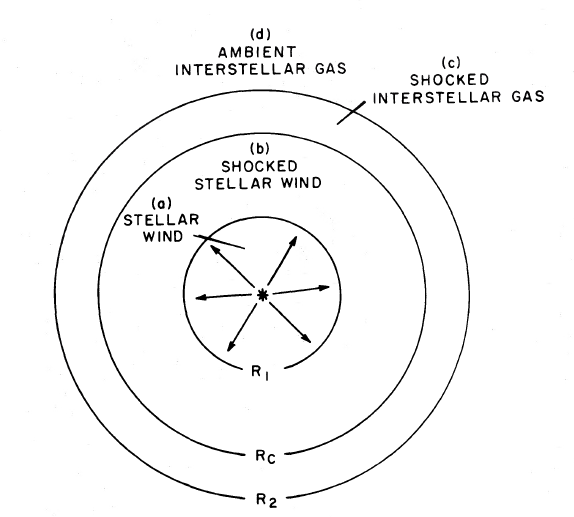 (d)
AMBIENT
INTERSTELLAR GAS
(c)
SHOCKED
INTERSTELLAR GAS
(b)
SHOCKED
STELLAR WIND
(a)
STELLAR
WIND
R1
RC
R2